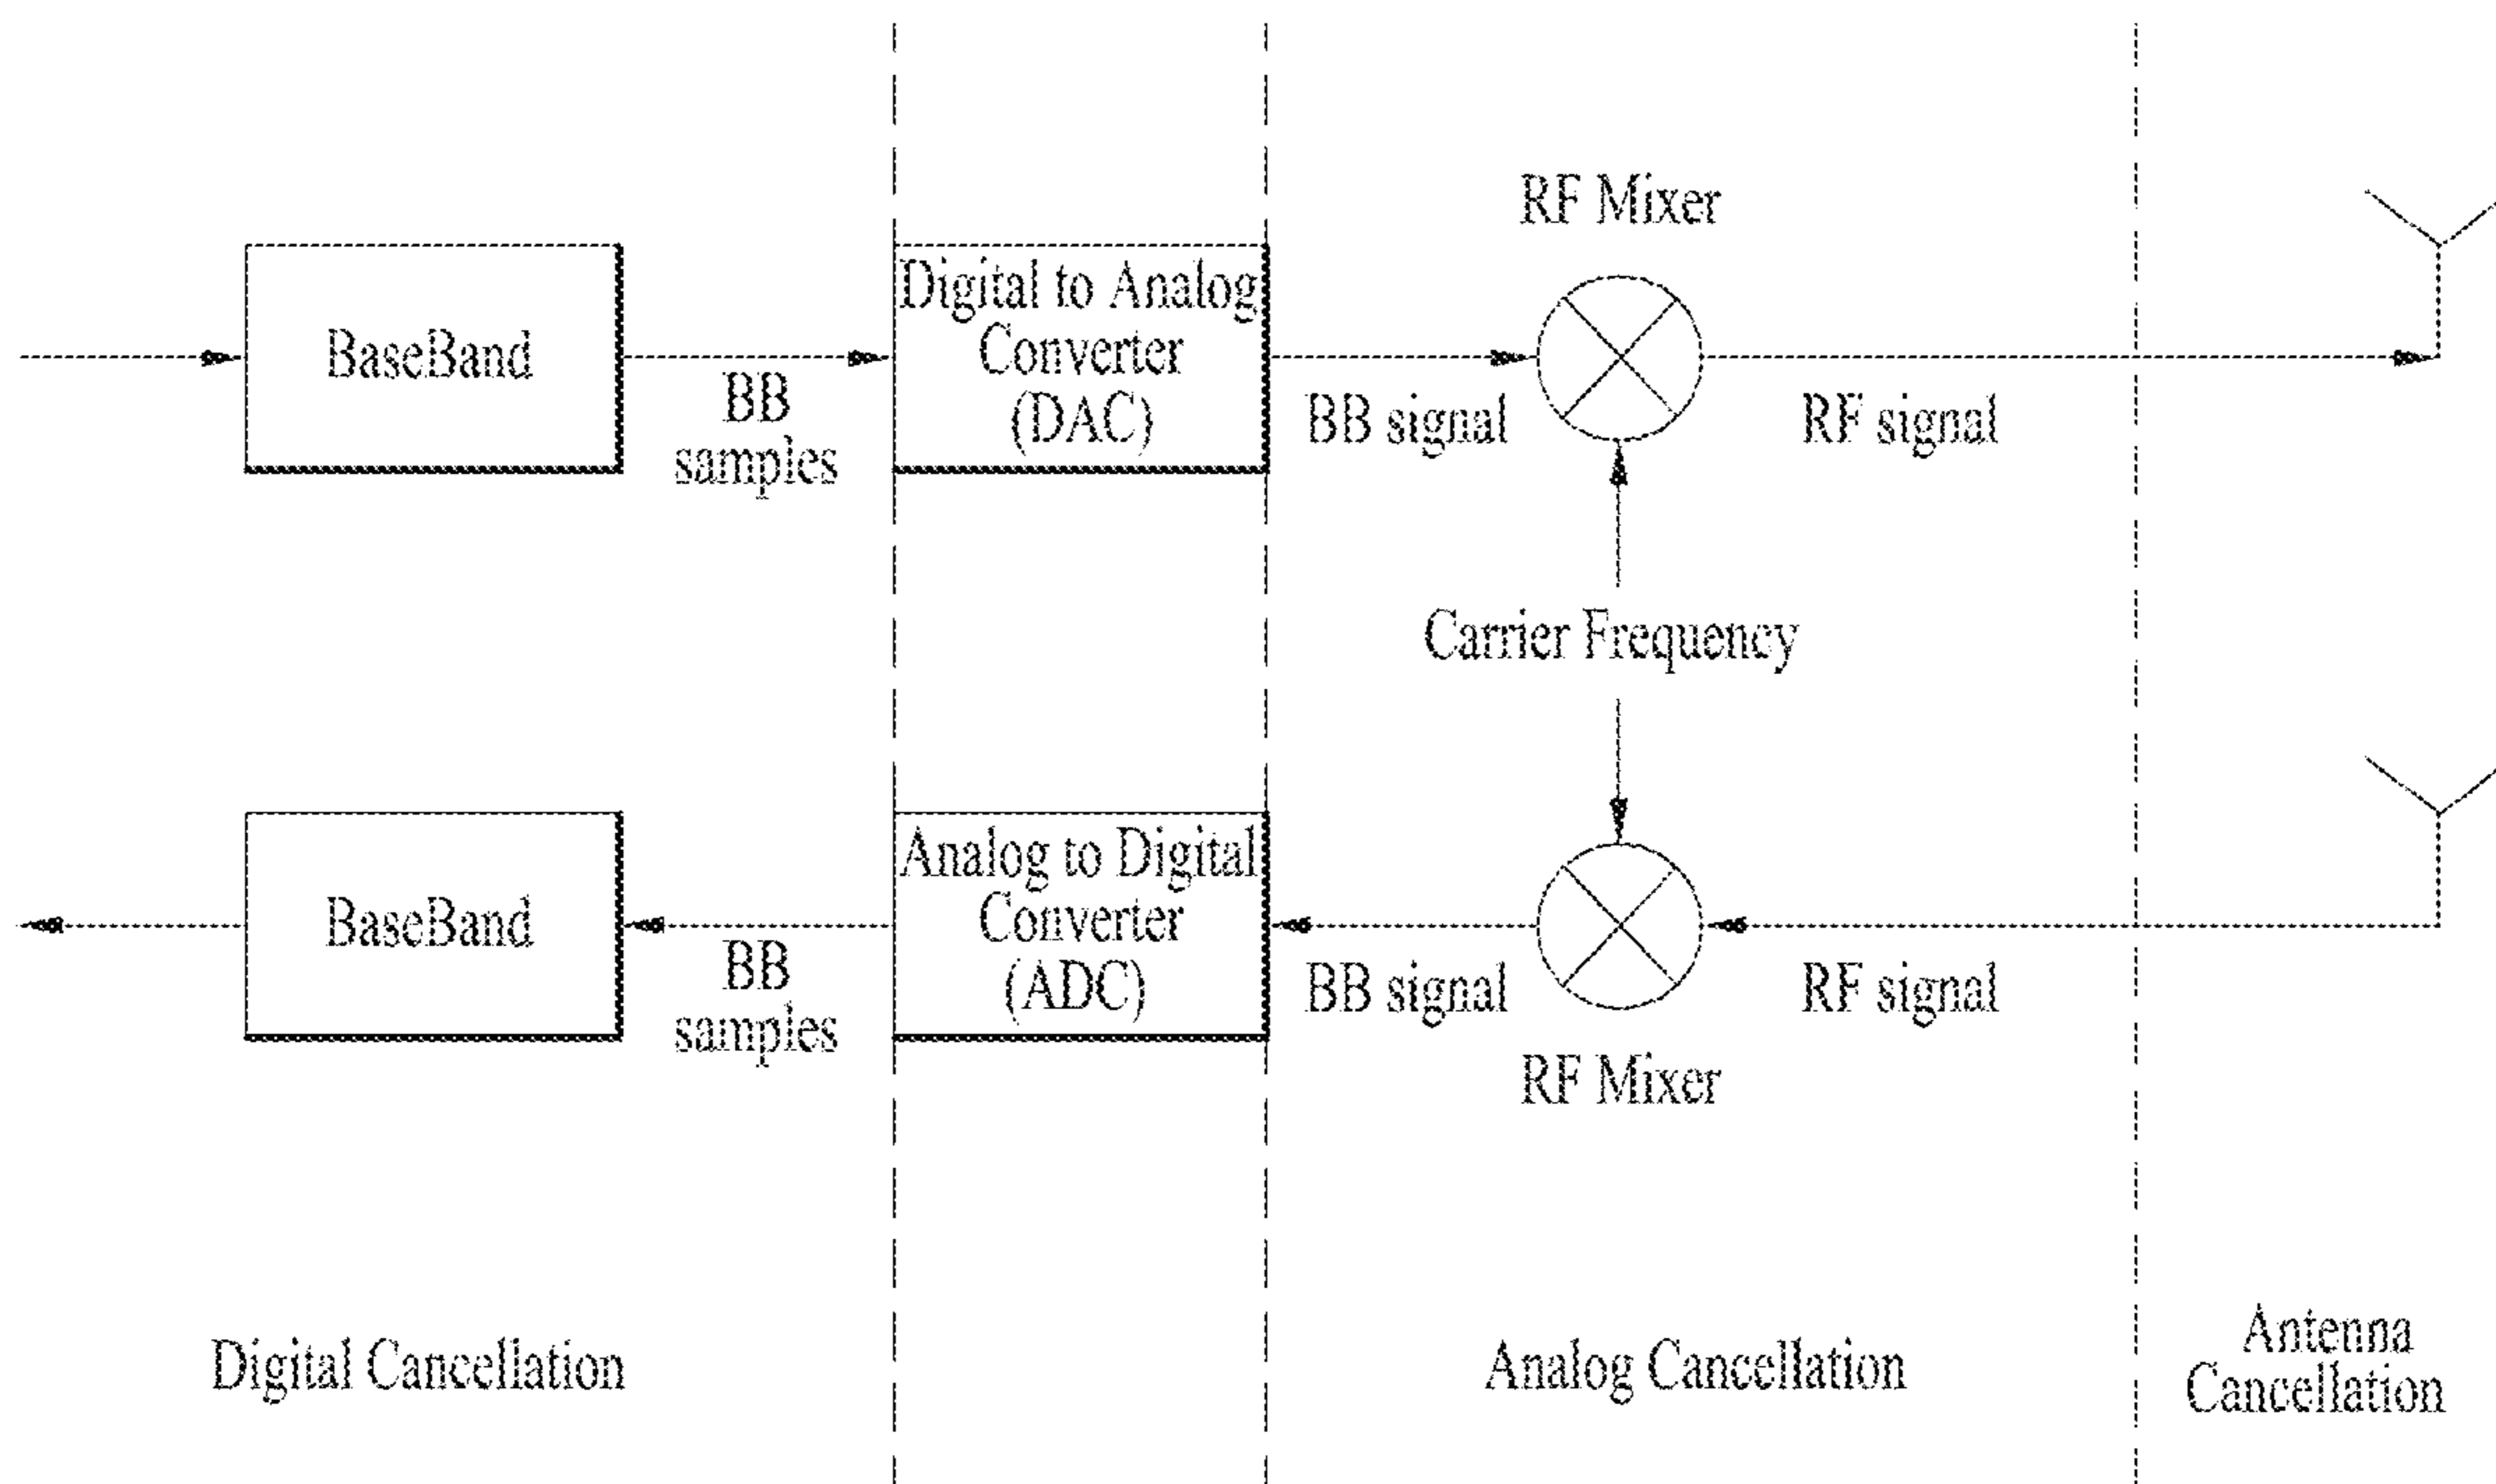 RF Mixer
BaseBand
BB
samples
Digital to Analog
Converter
(DAC)
BB signal
RF signal
Carrier Frequency
BaseBand
BB
samples
Analog to Digital
Converter
(ADC)
BB signal
RF signal
RF Mixer
Digital Cancellation
Analog Cancellation
Antenna
Cancellation